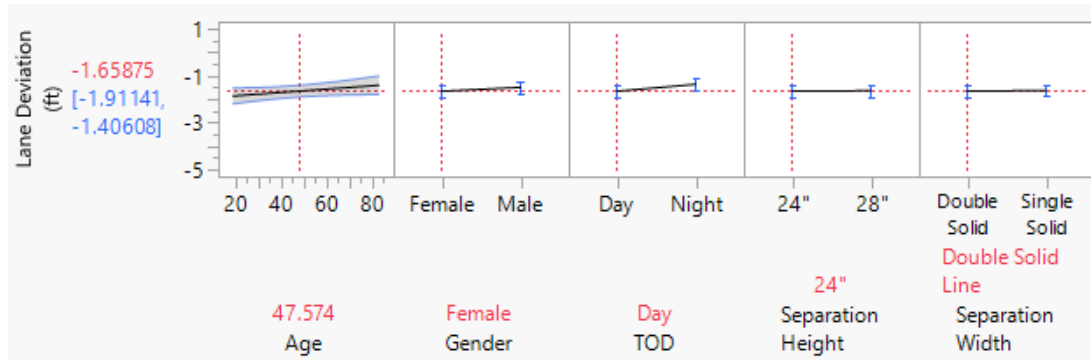 Lane Deviation
(ft)
-1.65875
[-1.91141,
-1.40608]
1
-1
-3
-5
20 40 60 80
Female Male
Day Night
24" 28"
Double Solid
Single Solid
47.574
Age
Female
Gender
Day
TOD
24"
Separation
Height
Double Solid
Line
Separation
Width